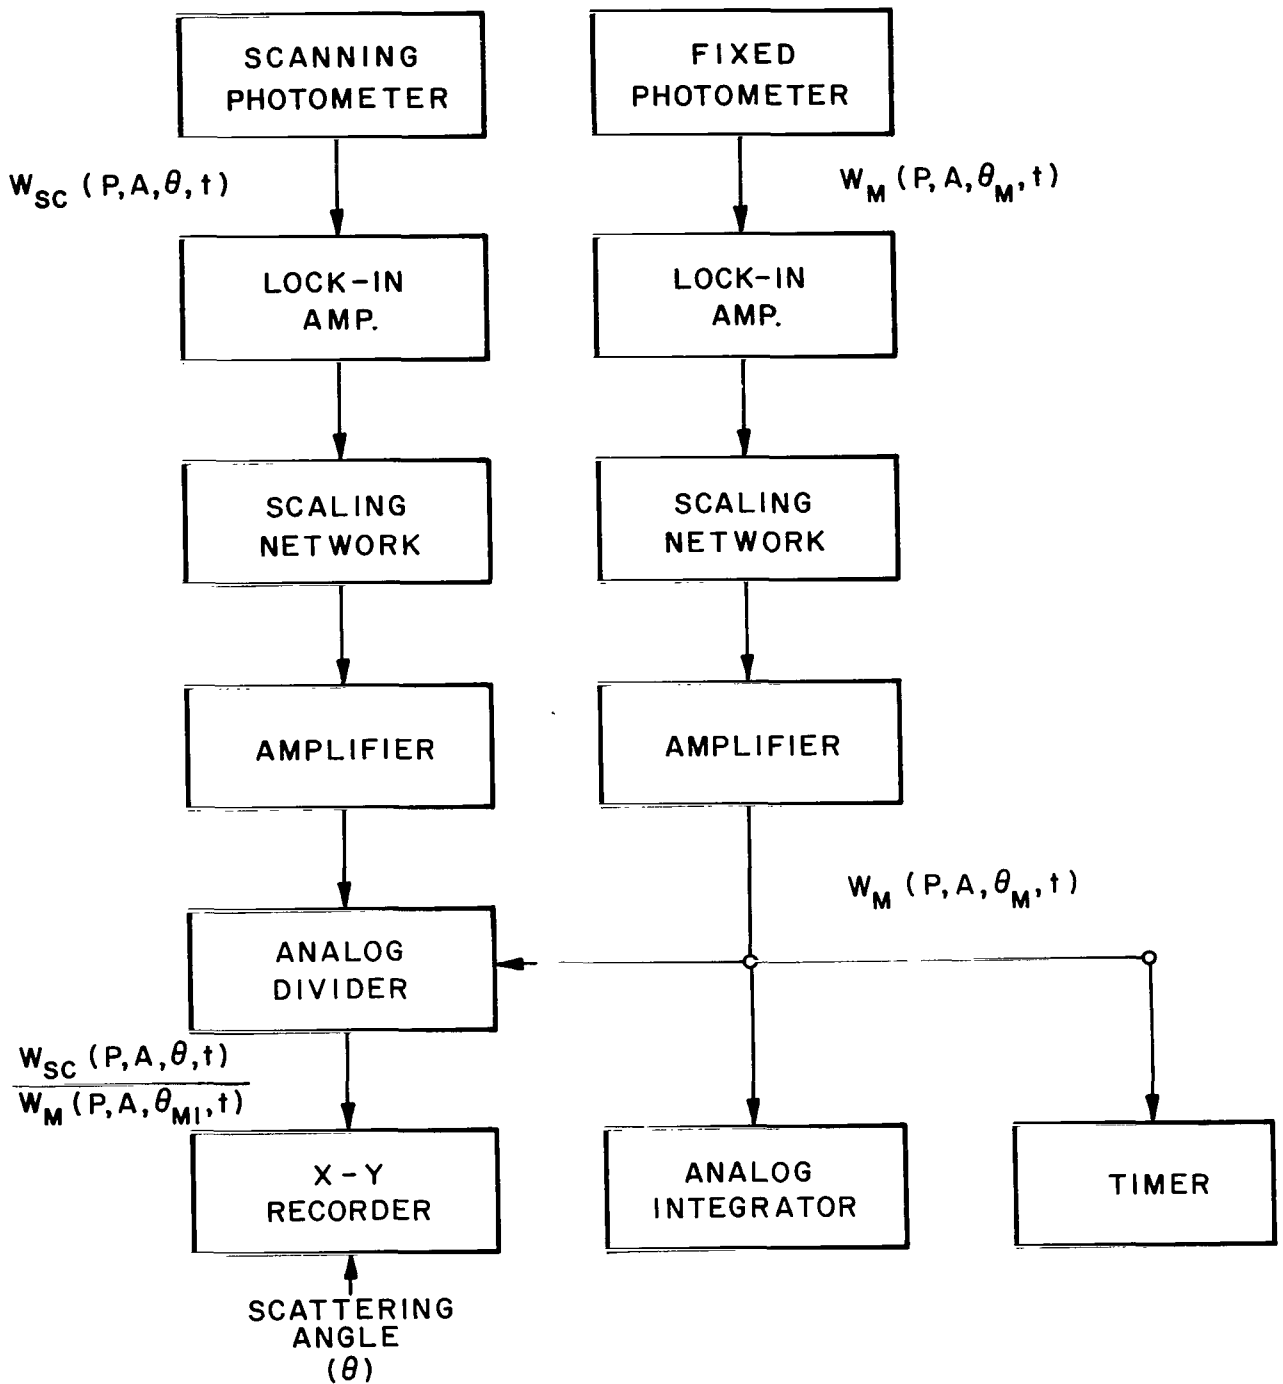 SCANNING
PHOTOMETER
FIXED
PHOTOMETER
W_SC (P,A,θ,t)
W_M (P,A,θ_M,t)
LOCK-IN
AMP.
LOCK-IN
AMP.
SCALING
NETWORK
SCALING
NETWORK
AMPLIFIER
AMPLIFIER
W_M (P,A,θ_M,t)
ANALOG
DIVIDER
W_SC (P,A,θ,t)
W_M (P,A,θ_MI,t)
X-Y
RECORDER
ANALOG
INTEGRATOR
TIMER
SCATTERING
ANGLE
(θ)